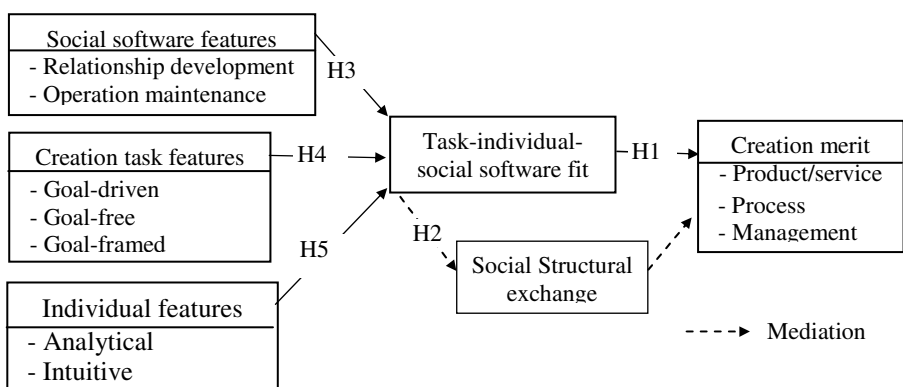 Social software features
- Relationship development
- Operation maintenance
H3
Creation task features
- Goal-driven
- Goal-free
- Goal-framed
H4
Individual features
- Analytical
- Intuitive
H5
Task-individual-
social software fit
H1
H2
Social Structural
exchange
Creation merit
- Product/service
- Process
- Management
Mediation